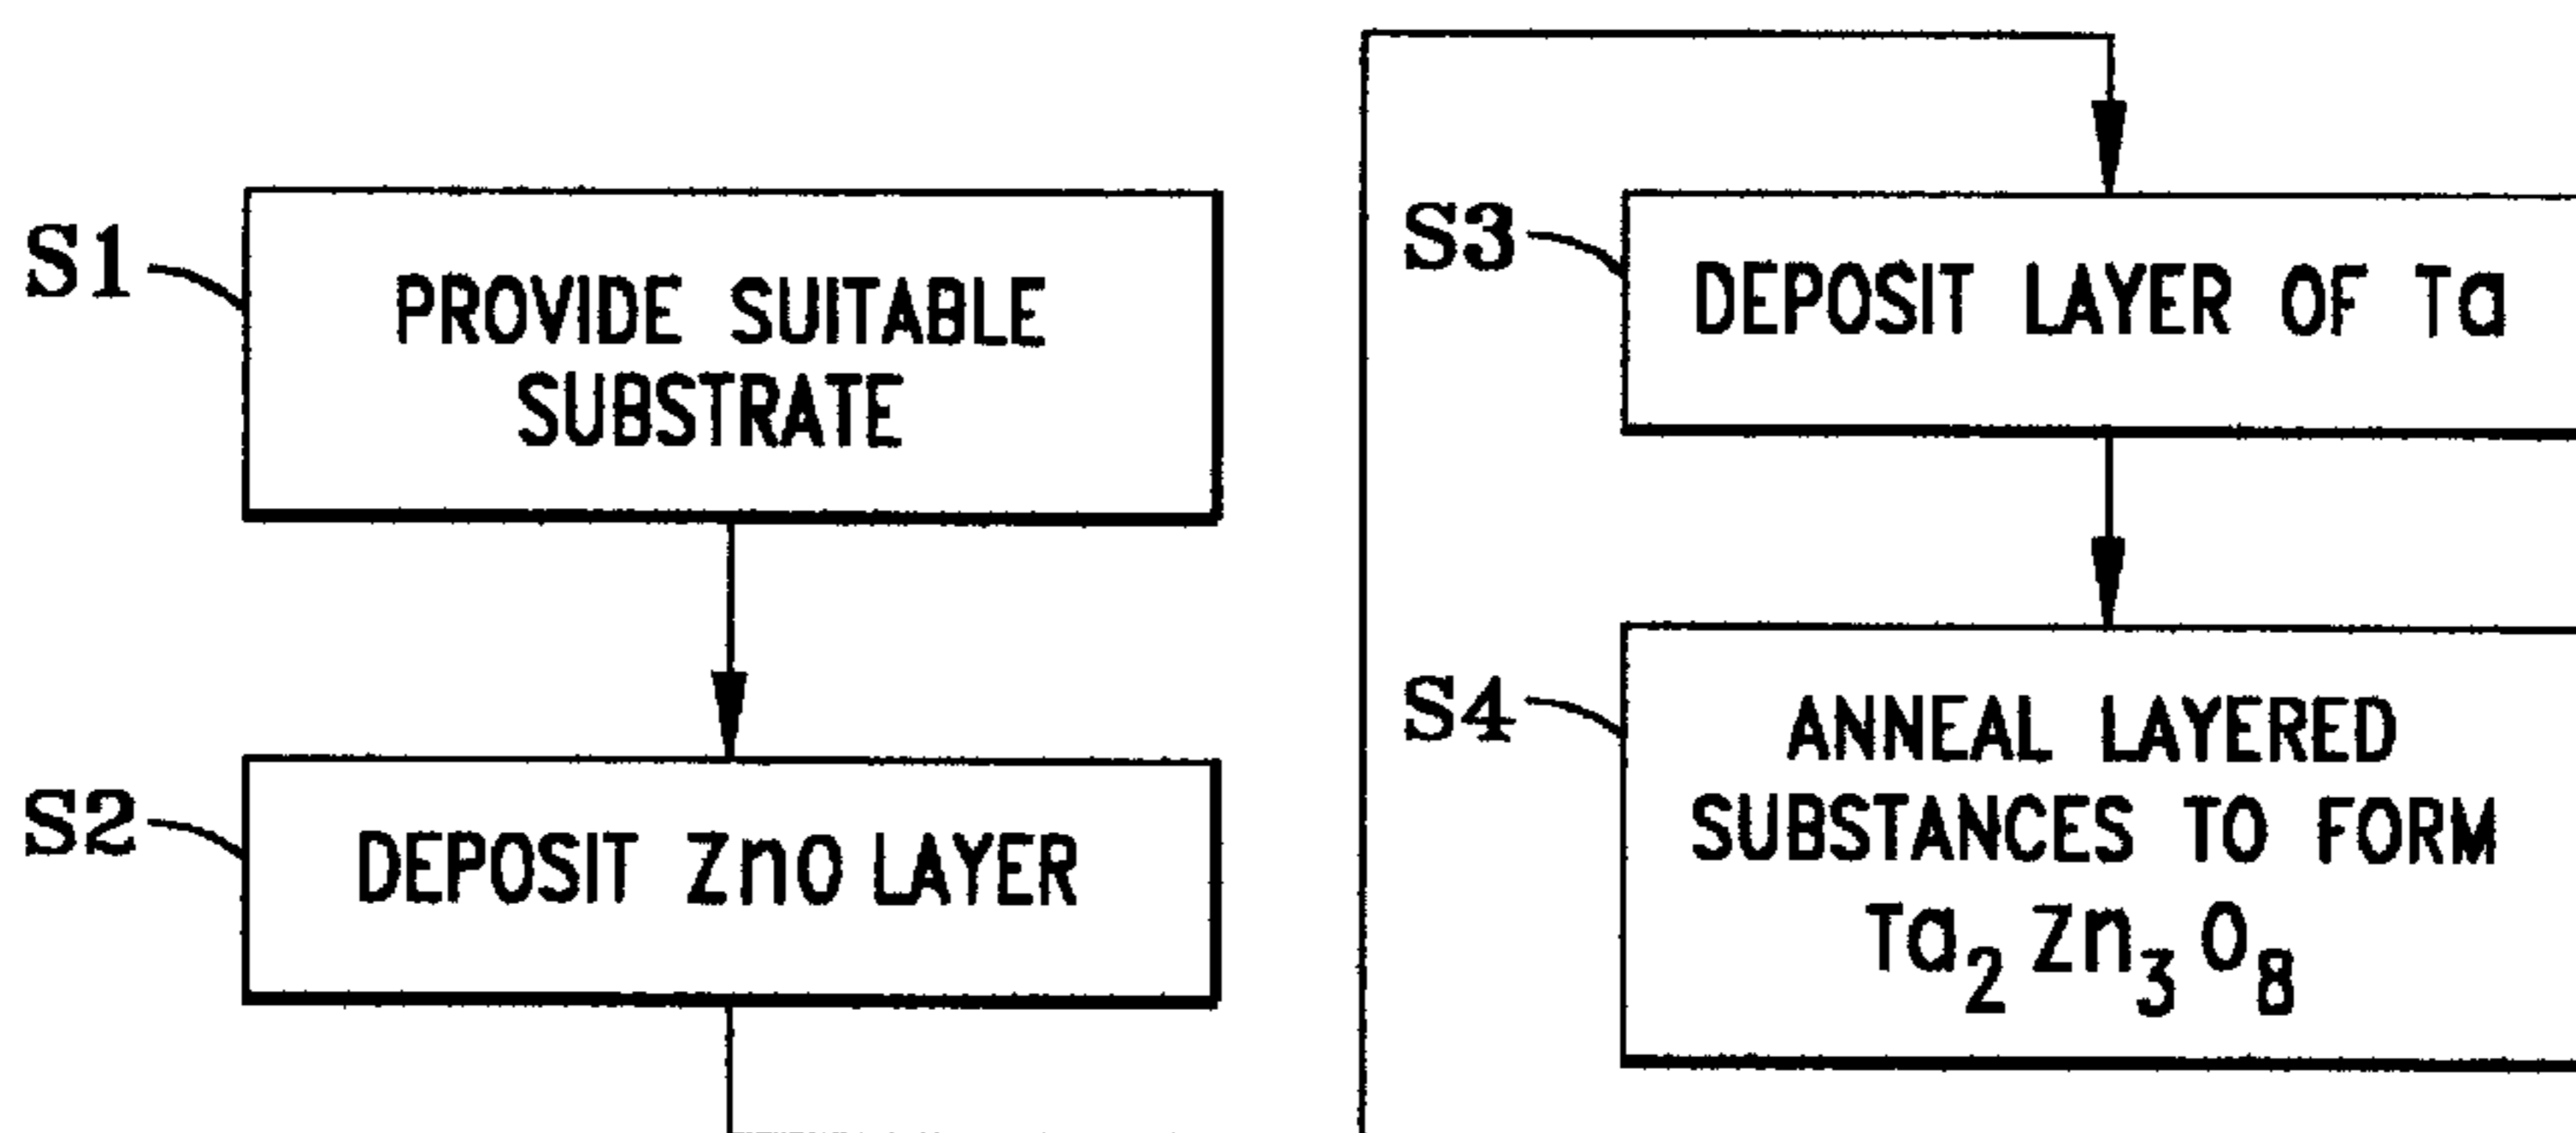 S1
PROVIDE SUITABLE
SUBSTRATE
S2
DEPOSIT ZnO LAYER
S3
DEPOSIT LAYER OF Ta
S4
ANNEAL LAYERED
SUBSTANCES TO FORM
Ta₂ Zn₃ O₈